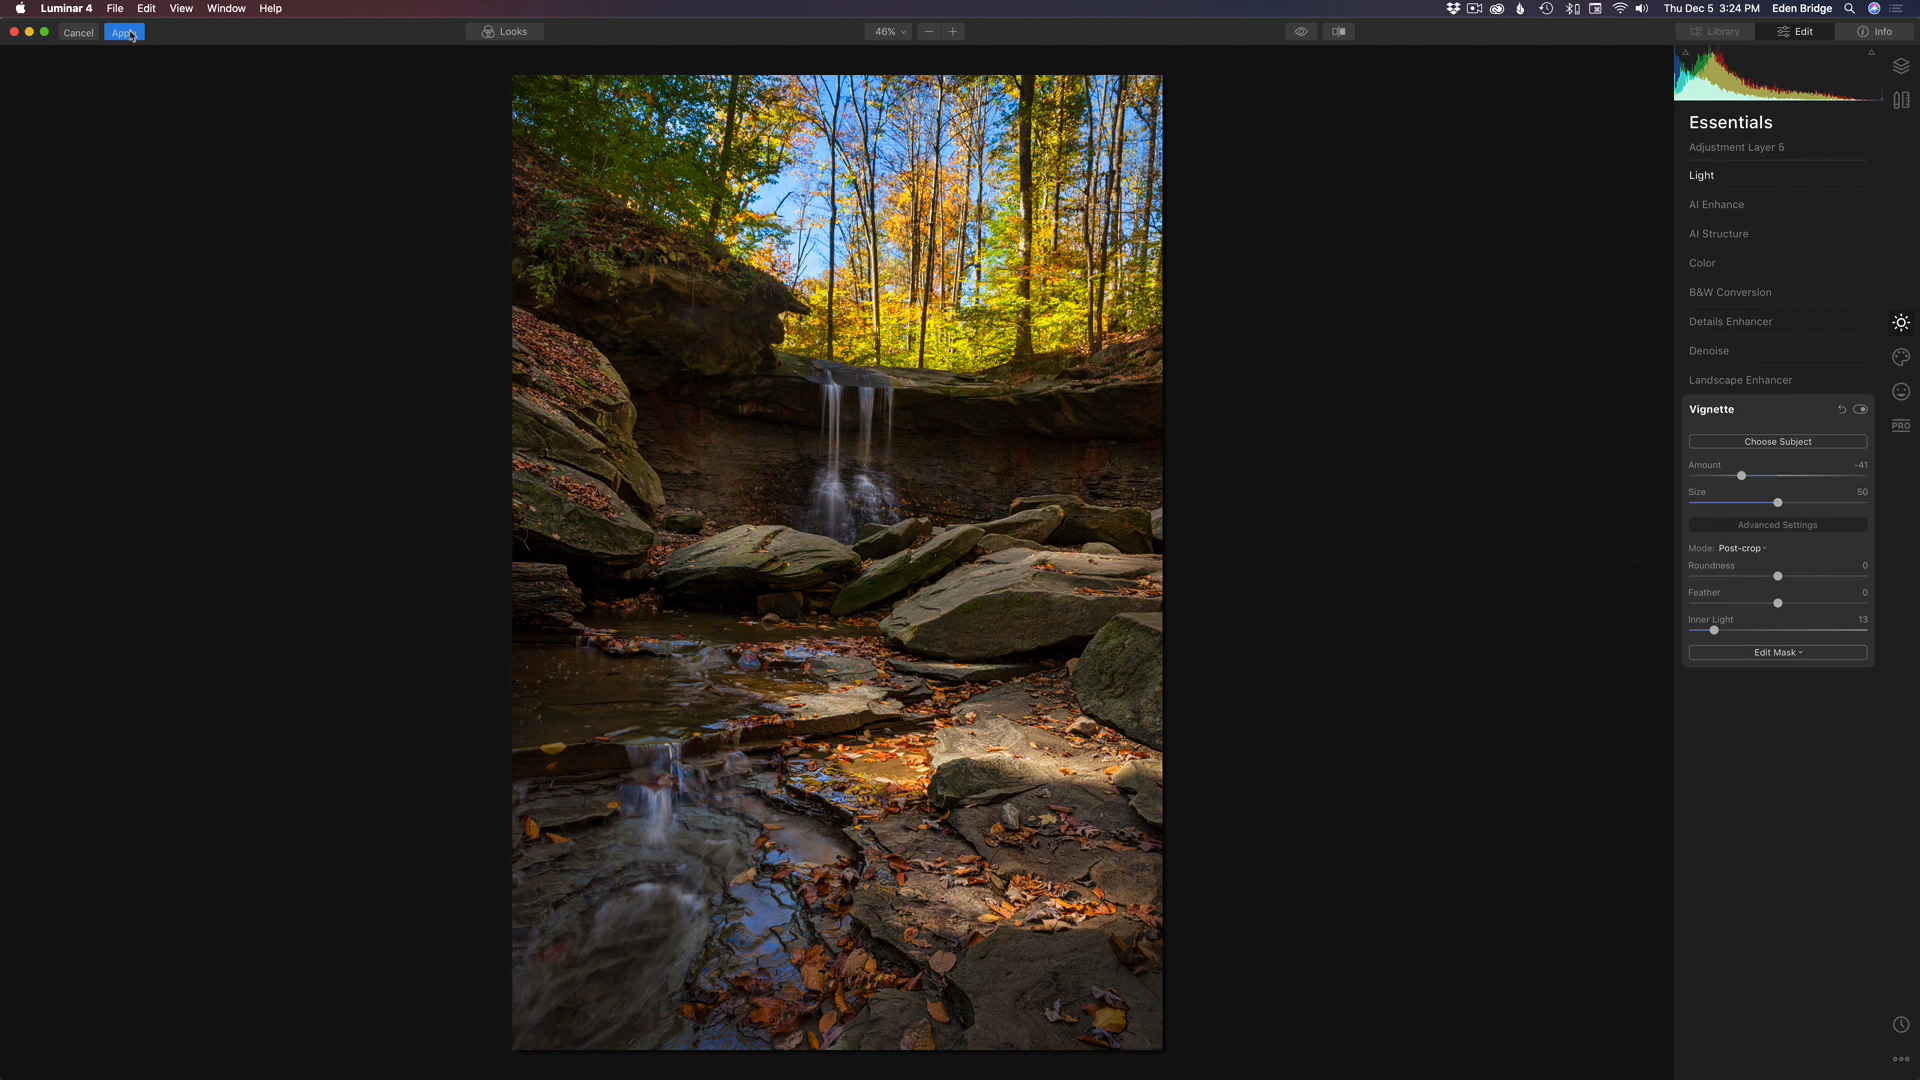 Luminar 4 File Edit View Window Help Thu Dec 5 3:24 PM Eden Bridge
Cancel Looks 46% Library Edit Info
Essentials
Adjustment Layer 5
Light
AI Enhance
AI Structure
Color
B&W Conversion
Details Enhancer
Denoise
Landscape Enhancer
PRO
Vignette
Choose Subject
Amount -41
Size 50
Advanced Settings
Mode: Post-crop
Roundness 0
Feather 0
Inner Light 13
Edit Mask